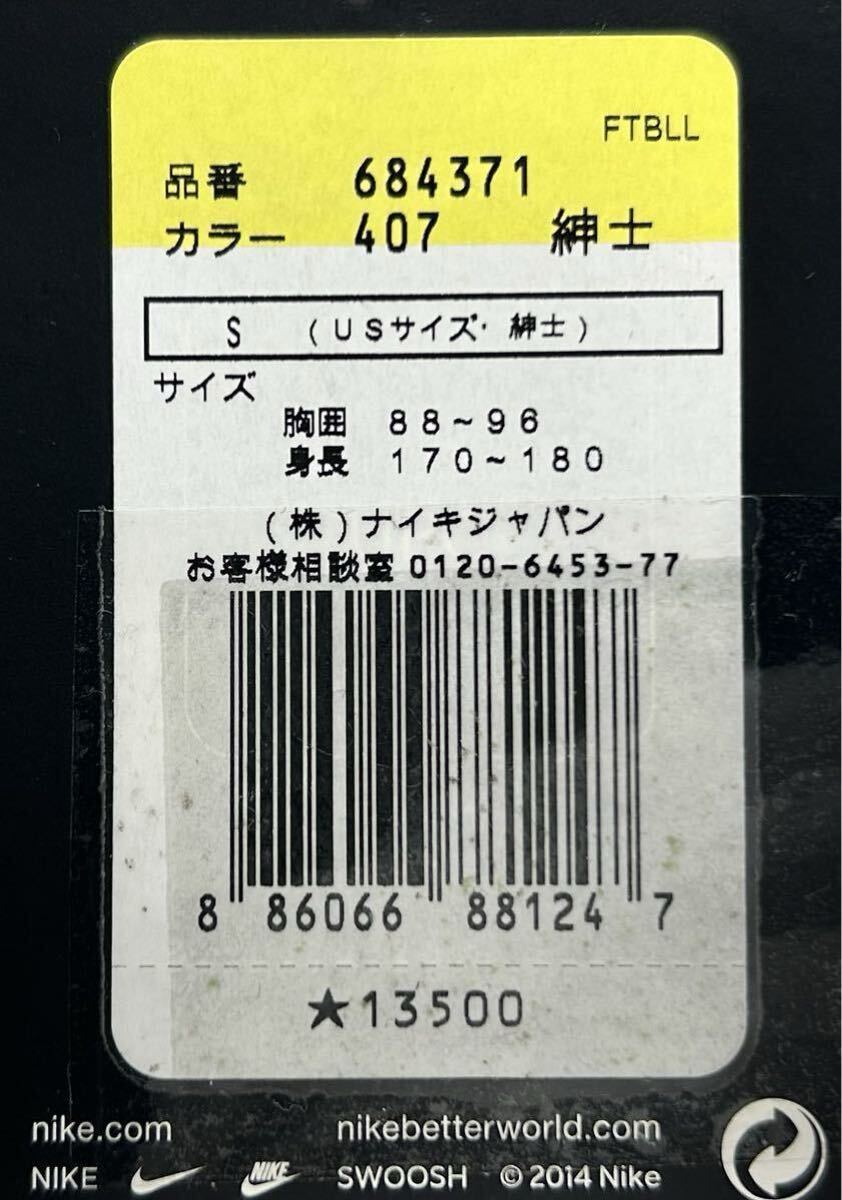 FTBLL
品番 684371
カラー 407 紳士
S (USサイズ・紳士)
サイズ
胸囲 88~96
身長 170~180
(株)ナイキジャパン
お客様相談室 0120-6453-77
8 86066 88124 7
★13500
nike.com nikebetterworld.com
NIKE NIKE SWOOSH © 2014 Nike